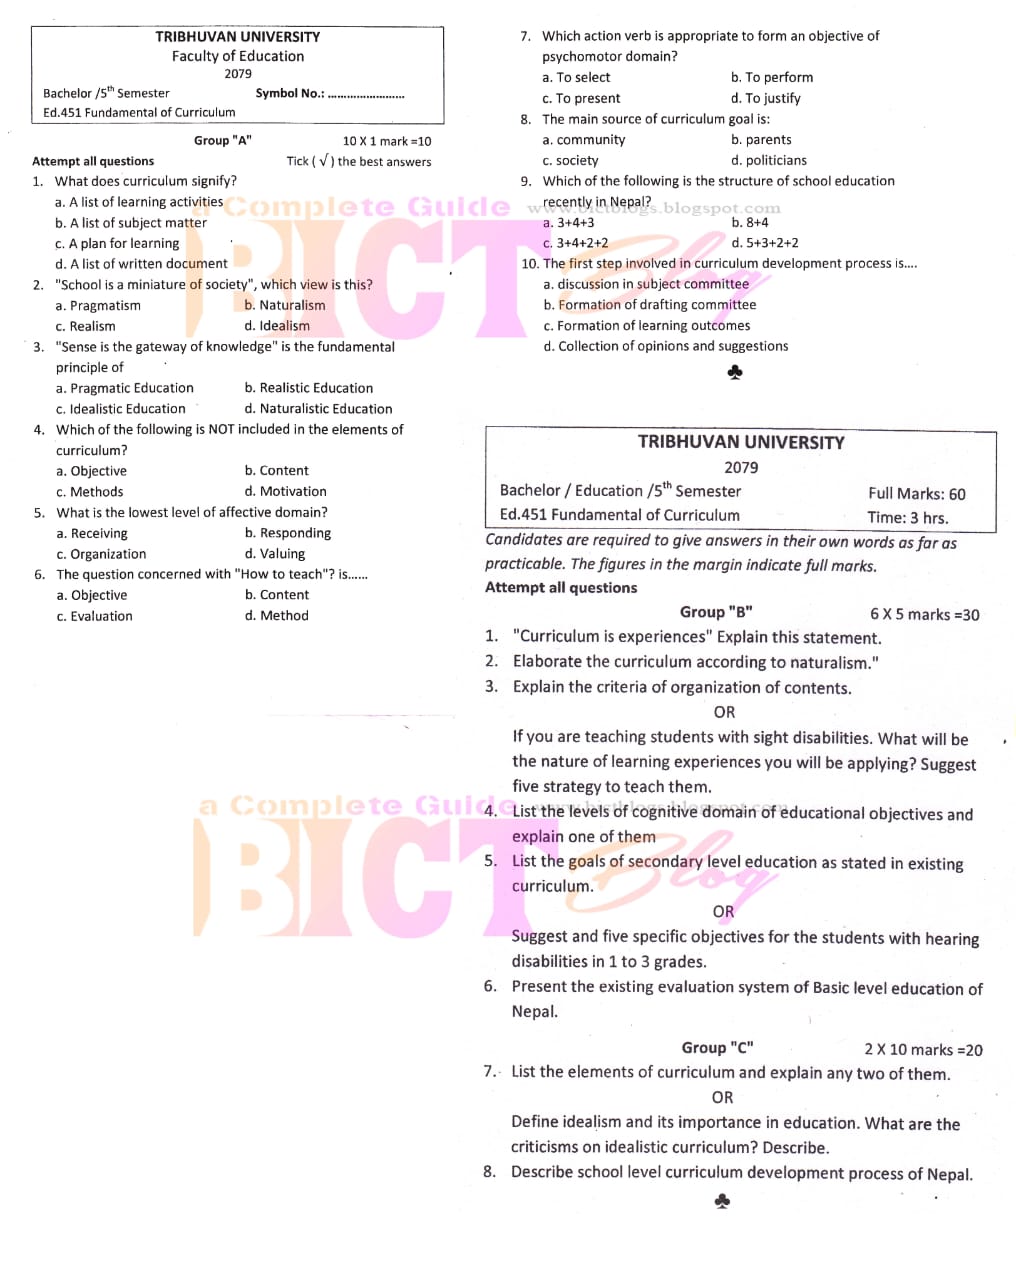 TRIBHUVAN UNIVERSITY
Faculty of Education
2079
Bachelor /5th Semester Symbol No.: ........................
Ed.451 Fundamental of Curriculum
Group "A" 10 X 1 mark =10
Attempt all questions Tick ( √ ) the best answers
1. What does curriculum signify?
a. A list of learning activities
b. A list of subject matter
c. A plan for learning
d. A list of written document
2. "School is a miniature of society", which view is this?
a. Pragmatism b. Naturalism
c. Realism d. Idealism
3. "Sense is the gateway of knowledge" is the fundamental
principle of
a. Pragmatic Education b. Realistic Education
c. Idealistic Education d. Naturalistic Education
4. Which of the following is NOT included in the elements of
curriculum?
a. Objective b. Content
c. Methods d. Motivation
5. What is the lowest level of affective domain?
a. Receiving b. Responding
c. Organization d. Valuing
6. The question concerned with "How to teach"? is......
a. Objective b. Content
c. Evaluation d. Method
7. Which action verb is appropriate to form an objective of
psychomotor domain?
a. To select b. To perform
c. To present d. To justify
8. The main source of curriculum goal is:
a. community b. parents
c. society d. politicians
9. Which of the following is the structure of school education
recently in Nepal?
a. 3+4+3 b. 8+4
c. 3+4+2+2 d. 5+3+2+2
10. The first step involved in curriculum development process is....
a. discussion in subject committee
b. Formation of drafting committee
c. Formation of learning outcomes
d. Collection of opinions and suggestions
a Complete Guide www.bictblogs.blogspot.com
BICT Blog
TRIBHUVAN UNIVERSITY
2079
Bachelor / Education /5th Semester Full Marks: 60
Ed.451 Fundamental of Curriculum Time: 3 hrs.
Candidates are required to give answers in their own words as far as
practicable. The figures in the margin indicate full marks.
Attempt all questions
Group "B" 6 X 5 marks =30
1. "Curriculum is experiences" Explain this statement.
2. Elaborate the curriculum according to naturalism."
3. Explain the criteria of organization of contents.
OR
If you are teaching students with sight disabilities. What will be
the nature of learning experiences you will be applying? Suggest
five strategy to teach them.
4. List the levels of cognitive domain of educational objectives and
explain one of them
5. List the goals of secondary level education as stated in existing
curriculum.
OR
Suggest and five specific objectives for the students with hearing
disabilities in 1 to 3 grades.
6. Present the existing evaluation system of Basic level education of
Nepal.
Group "C" 2 X 10 marks =20
7. List the elements of curriculum and explain any two of them.
OR
Define idealism and its importance in education. What are the
criticisms on idealistic curriculum? Describe.
8. Describe school level curriculum development process of Nepal.
a Complete Guide www.bictblogs.blogspot.com
BICT Blog